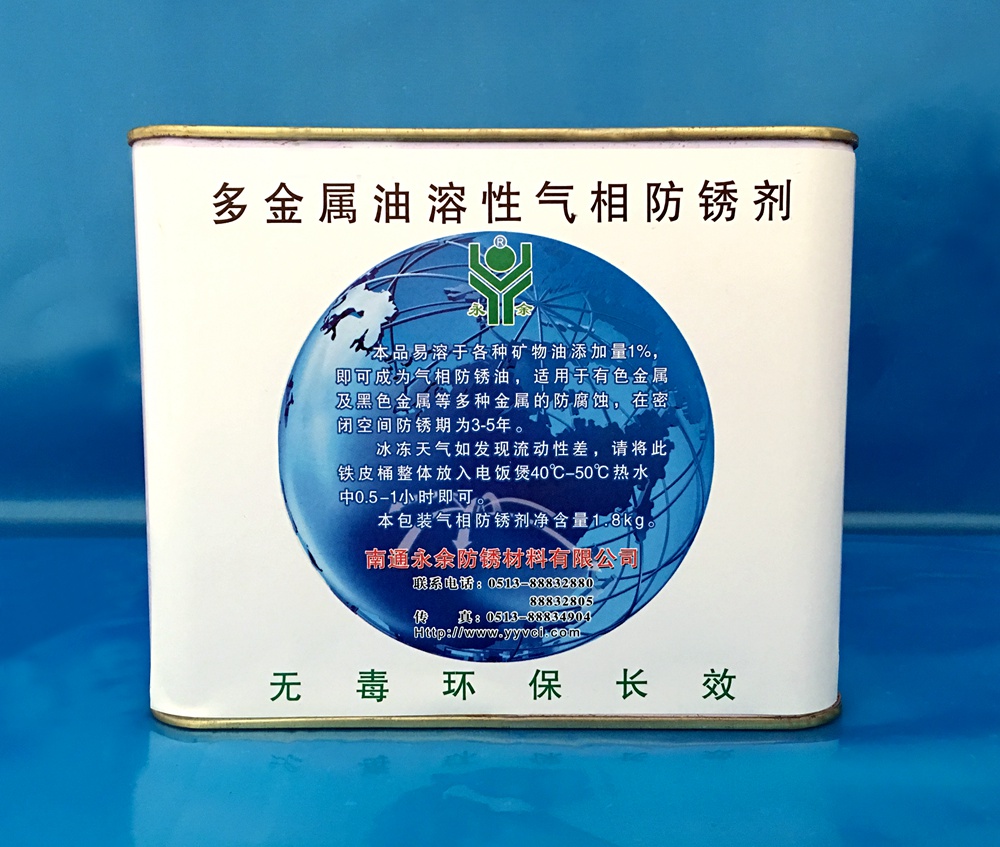 多金属油溶性气相防锈剂
®
永余
本品易溶于各种矿物油添加量1%，
即可成为气相防锈油，适用于有色金属
及黑色金属等多种金属的防腐蚀，在密
闭空间防锈期为3-5年。
冰冻天气如发现流动性差，请将此
铁皮桶整体放入电饭煲40℃-50℃热水
中0.5-1小时即可。
本包装气相防锈剂净含量1.8kg。
南通永余防锈材料有限公司
联系电话：0513-88832880
88832805
传 真：0513-88834904
Http://www.yyvci.com
无毒环保长效